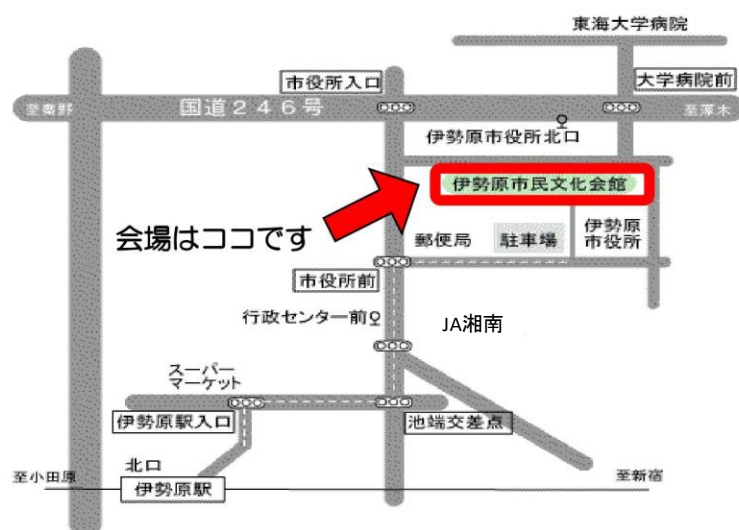 東海大学病院
市役所入口
大学病院前
至秦野
国道246号
至厚木
伊勢原市役所北口
伊勢原市民文化会館
会場はココです
郵便局
駐車場
伊勢原
市役所
市役所前
行政センター前
JA湘南
スーパー
マーケット
伊勢原駅入口
池端交差点
北口
至小田原
伊勢原駅
至新宿